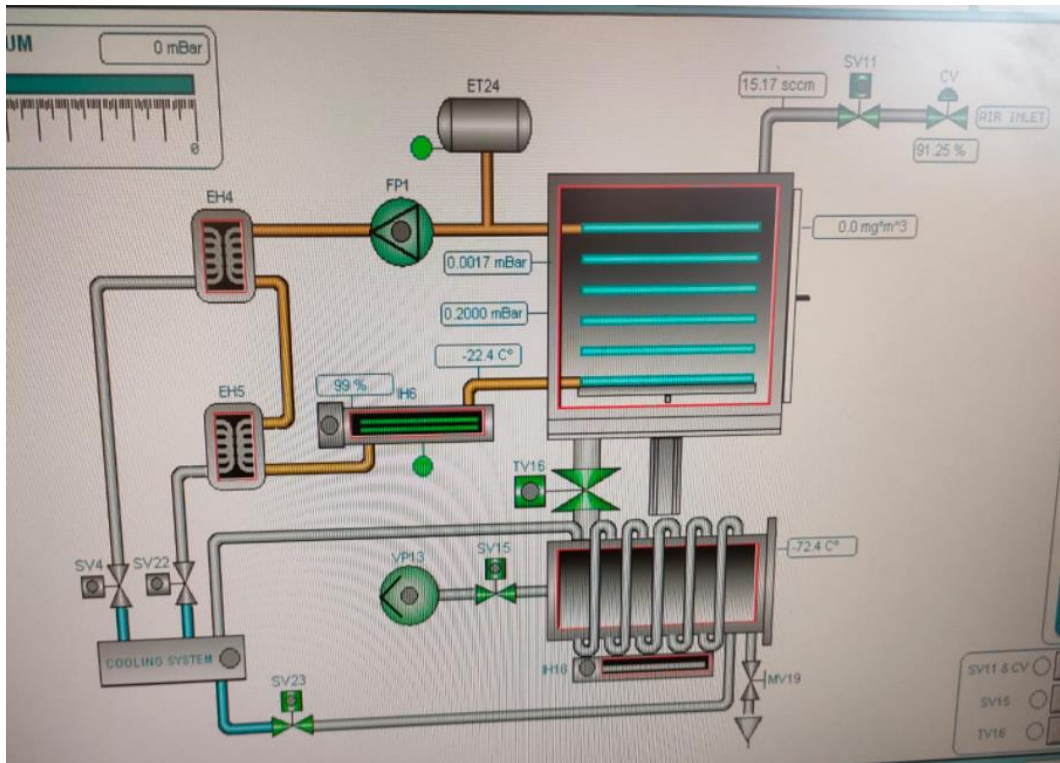 UM
0 mBar
0
ET24
15.17 sccm
SV11
CV
AIR INLET
91.25 %
EH4
FP1
0.0 mg^m^3
0.0017 mBar
0.2000 mBar
-22.4 C°
99 %
IH6
EH5
TV16
SV4
SV22
VP13
SV15
-72.4 C°
COOLING SYSTEM
IH18
SV23
MV19
SV11 & CV
SV15
TV16